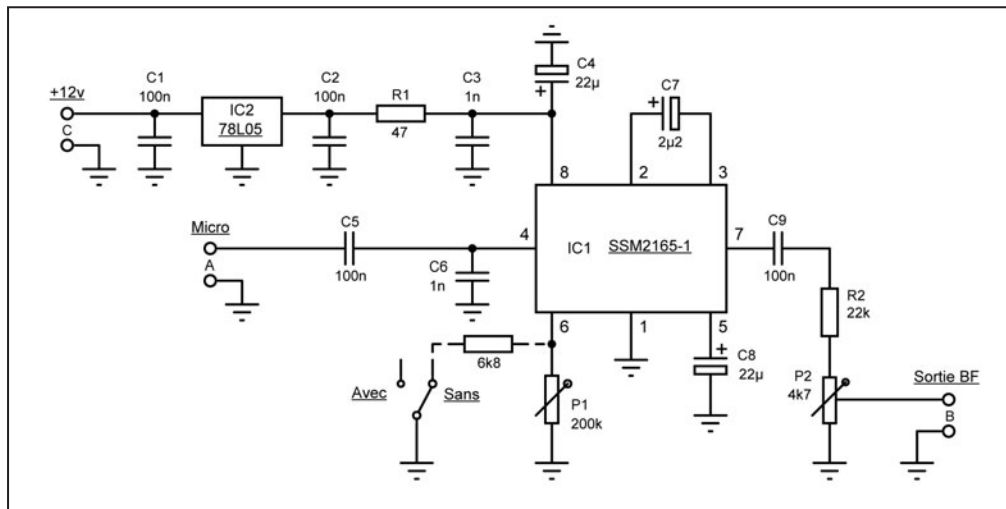 +12v
C
C1
100n
IC2
78L05
C2
100n
R1
47
C3
1n
C4
22µ
+
C7
+
2µ2
8
2
3
Micro
A
C5
100n
C6
1n
4
IC1
SSM2165-1
7
C9
100n
R2
22k
6
1
5
6k8
Avec
Sans
P1
200k
+
C8
22µ
P2
4k7
Sortie BF
B